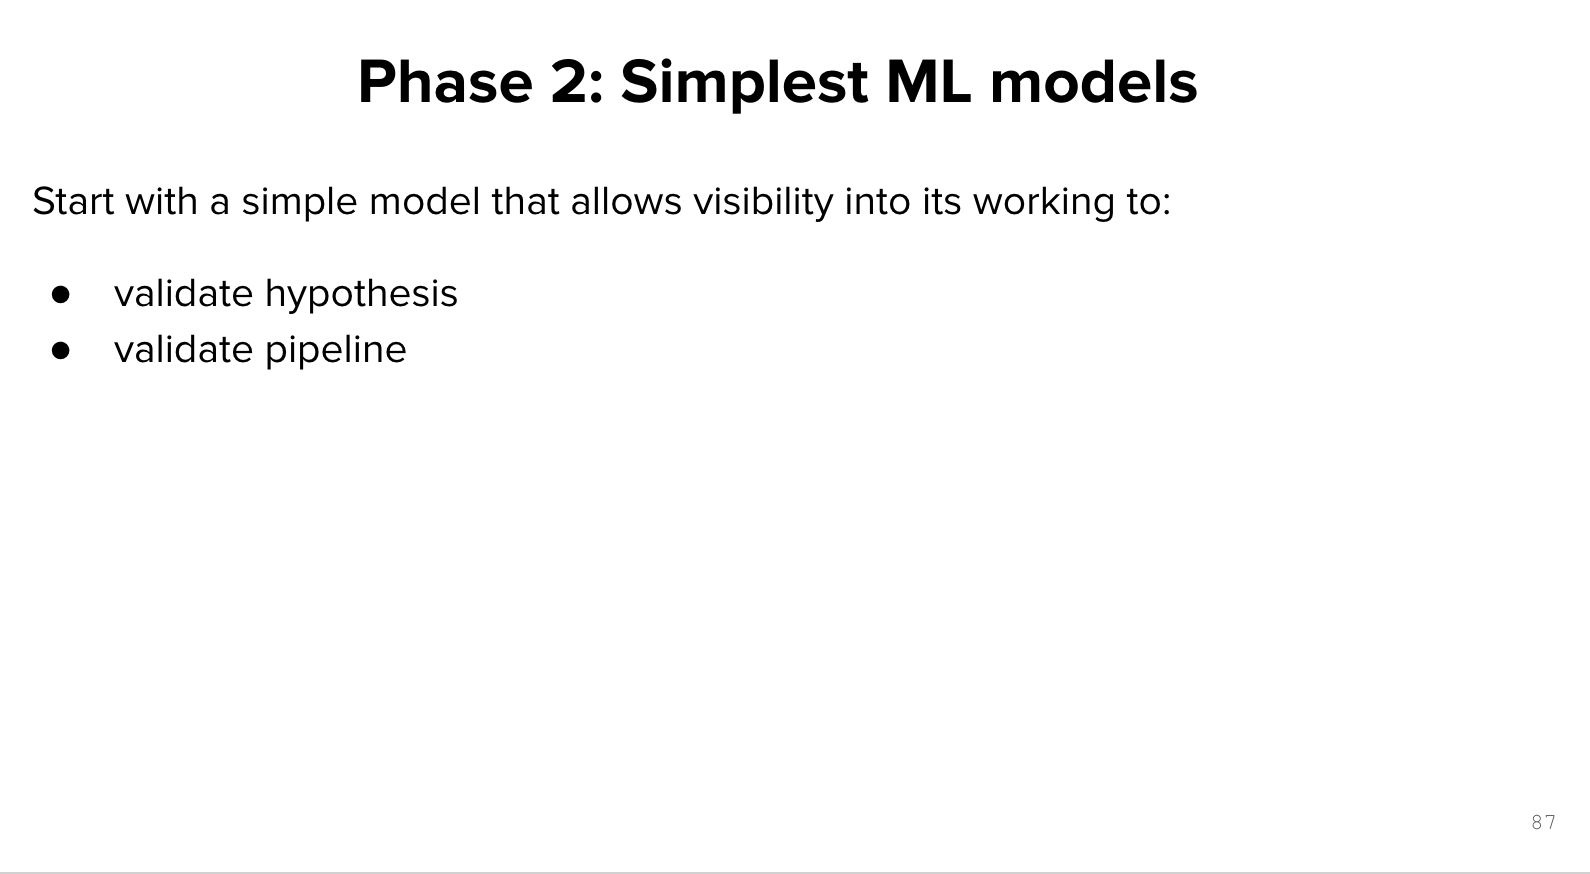 Phase 2: Simplest ML models
Start with a simple model that allows visibility into its working to:
● validate hypothesis
● validate pipeline
87